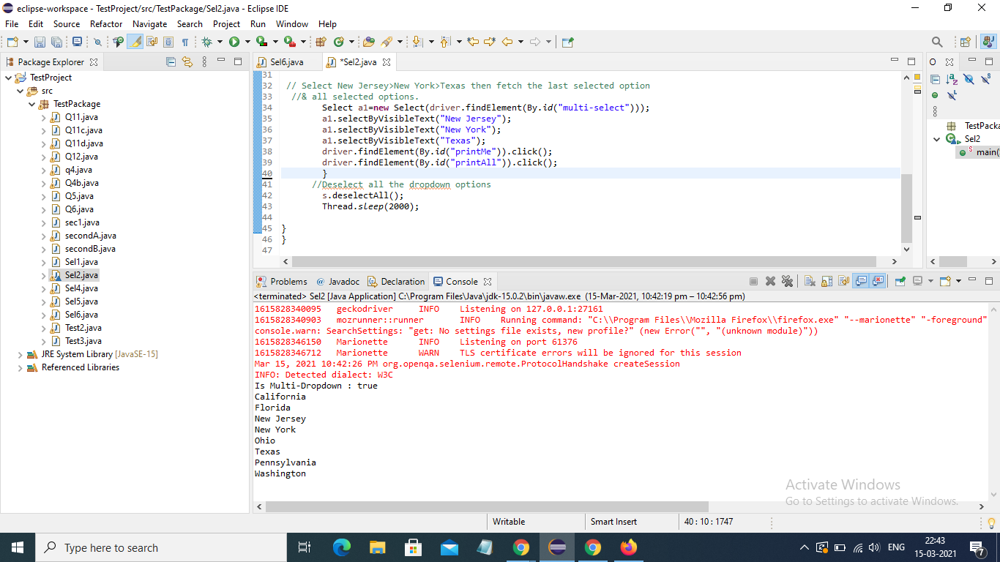 eclipse-workspace - TestProject/src/TestPackage/Sel2.java - Eclipse IDE
File Edit Source Refactor Navigate Search Project Run Window Help
Package Explorer
TestProject
src
TestPackage
Q11.java
Q11c.java
Q11d.java
Q12.java
q4.java
Q4b.java
Q5.java
Q6.java
sec1.java
secondA.java
secondB.java
Sel1.java
Sel2.java
Sel4.java
Sel5.java
Sel6.java
Test2.java
Test3.java
JRE System Library [JavaSE-15]
Referenced Libraries
Sel6.java *Sel2.java
31
32 // Select New Jersey>New York>Texas then fetch the last selected option
33 //& all selected options.
34 Select a1=new Select(driver.findElement(By.id("multi-select")));
35 a1.selectByVisibleText("New Jersey");
36 a1.selectByVisibleText("New York");
37 a1.selectByVisibleText("Texas");
38 driver.findElement(By.id("printMe")).click();
39 driver.findElement(By.id("printAll")).click();
40 }
41 //Deselect all the dropdown options
42 s.deselectAll();
43 Thread.sleep(2000);
44
45 }
46 }
47
O
TestPacka
Sel2
main(
Problems @ Javadoc Declaration Console
<terminated> Sel2 [Java Application] C:\Program Files\Java\jdk-15.0.2\bin\javaw.exe (15-Mar-2021, 10:42:19 pm – 10:42:56 pm)
1615828340095 geckodriver INFO Listening on 127.0.0.1:27161
1615828340903 mozrunner::runner INFO Running command: "C:\\Program Files\\Mozilla Firefox\\firefox.exe" "--marionette" "-foreground"
console.warn: SearchSettings: "get: No settings file exists, new profile?" (new Error("", "(unknown module)"))
1615828346150 Marionette INFO Listening on port 61376
1615828346712 Marionette WARN TLS certificate errors will be ignored for this session
Mar 15, 2021 10:42:26 PM org.openqa.selenium.remote.ProtocolHandshake createSession
INFO: Detected dialect: W3C
Is Multi-Dropdown : true
California
Florida
New Jersey
New York
Ohio
Texas
Pennsylvania
Washington
Activate Windows
Go to Settings to activate Windows.
Writable Smart Insert 40 : 10 : 1747
Type here to search
ENG
22:43
15-03-2021
7